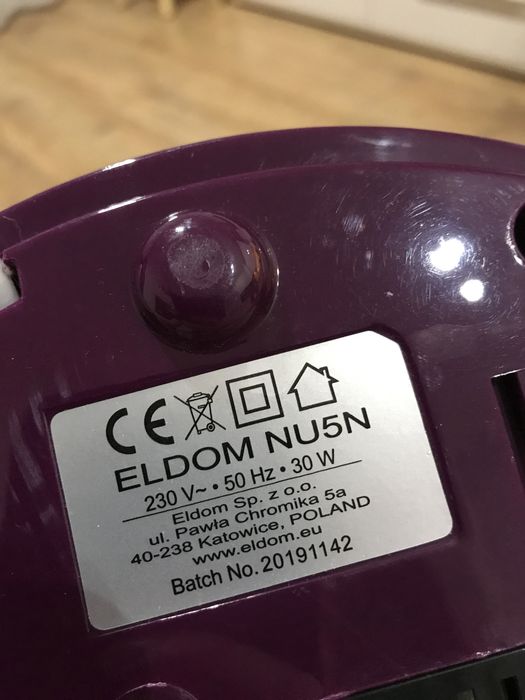 CE
ELDOM NU5N
230 V~ • 50 Hz • 30 W
Eldom Sp. z o.o.
ul. Pawła Chromika 5a
40-238 Katowice, POLAND
www.eldom.eu
Batch No. 20191142